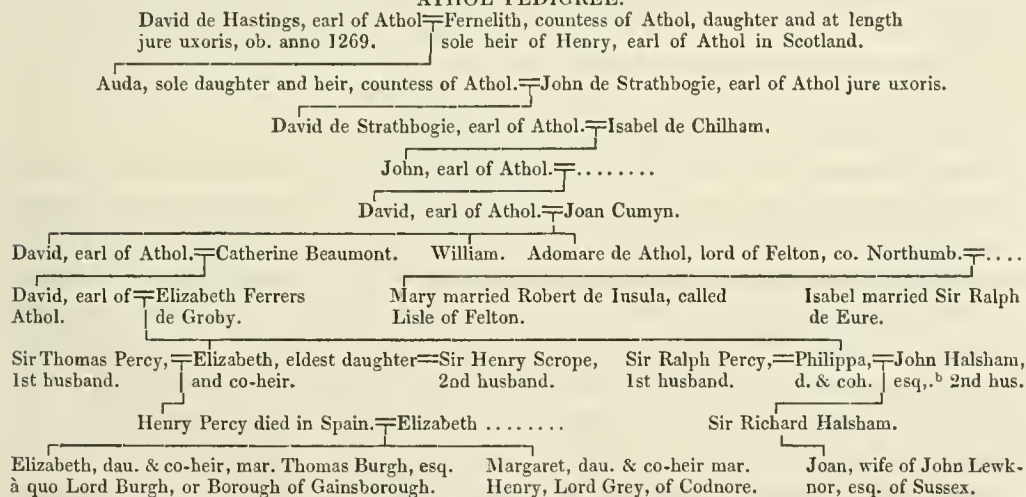 ATHOL PEDIGREE.
David de Hastings, earl of Athol Fernelith, countess of Athol, daughter and at length
jure uxoris, ob. anno 1269. sole heir of Henry, earl of Athol in Scotland.
Auda, sole daughter and heir, countess of Athol. John de Strathbogie, earl of Athol jure uxoris.
David de Strathbogie, earl of Athol. Isabel de Chilham.
John, earl of Athol. ........
David, earl of Athol. Joan Cumyn.
David, earl of Athol. Catherine Beaumont. William. Adomare de Athol, lord of Felton, co. Northumb. ....
David, earl of Elizabeth Ferrers Mary married Robert de Insula, called Isabel married Sir Ralph
Athol. de Groby. Lisle of Felton. de Eure.
Sir Thomas Percy, Elizabeth, eldest daughter Sir Henry Scrope, Sir Ralph Percy, Philippa, John Halsham,
1st husband. and co-heir. 2nd husband. 1st husband. d. & coh. esq,.b 2nd hus.
Henry Percy died in Spain. Elizabeth ........ Sir Richard Halsham.
Elizabeth, dau. & co-heir, mar. Thomas Burgh, esq. Margaret, dau. & co-heir mar. Joan, wife of John Lewk-
à quo Lord Burgh, or Borough of Gainsborough. Henry, Lord Grey, of Codnore. nor, esq. of Sussex.